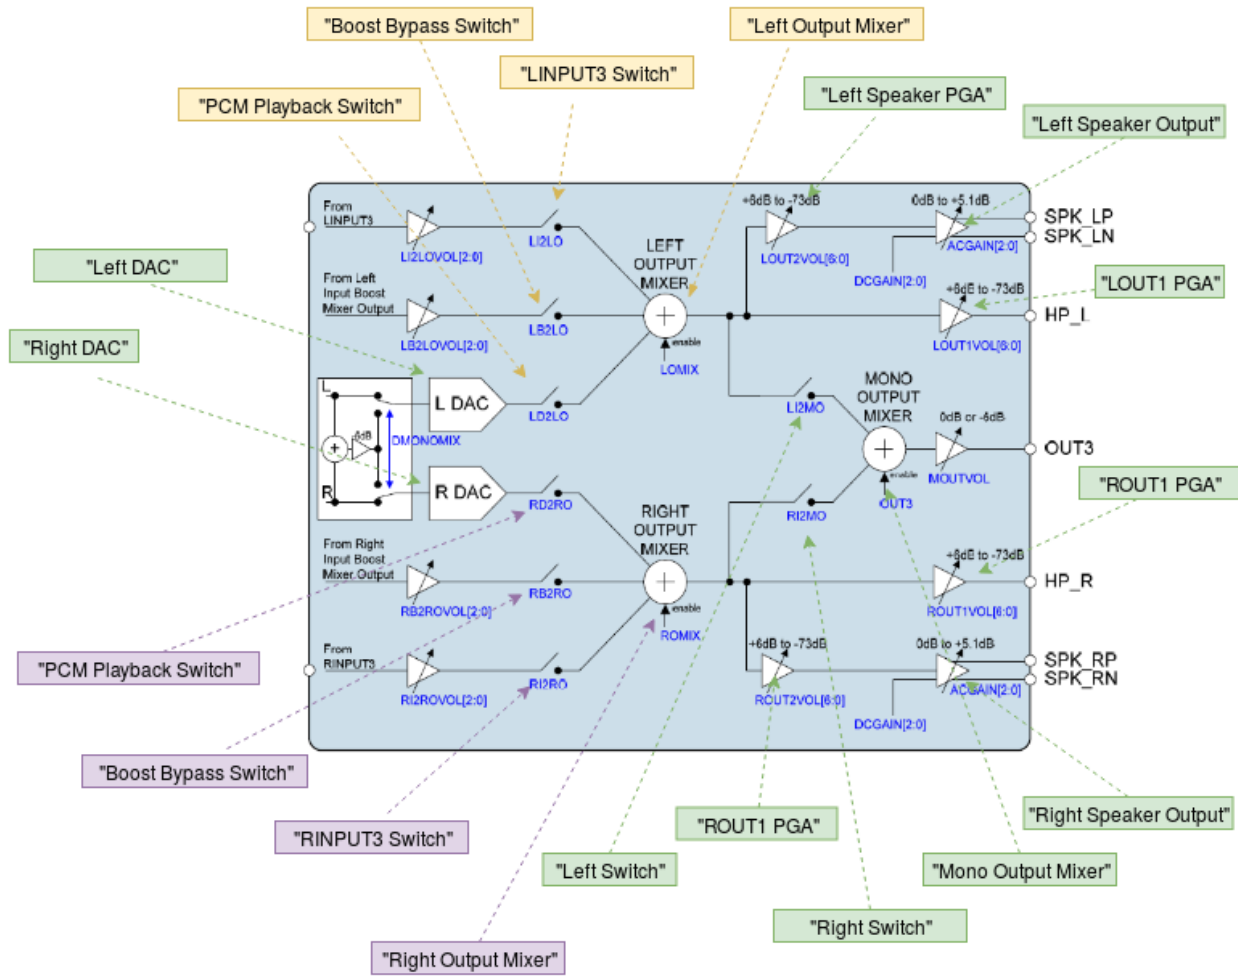 "Boost Bypass Switch"
"Left Output Mixer"
"LINPUT3 Switch"
"PCM Playback Switch"
"Left Speaker PGA"
"Left Speaker Output"
"Left DAC"
"Right DAC"
"LOUT1 PGA"
"ROUT1 PGA"
From
LINPUT3
LI2LOVOL[2:0]
LI2LO
From Left
Input Boost
Mixer Output
LB2LOVOL[2:0]
LB2LO
LEFT
OUTPUT
MIXER
enable
LOMIX
+6dB to -73dB
LOUT2VOL[6:0]
0dB to +5.1dB
ACGAIN[2:0]
DCGAIN[2:0]
SPK_LP
SPK_LN
+6dB to -73dB
LOUT1VOL[6:0]
HP_L
L
-6dB
DMONOMIX
R
L DAC
LD2LO
R DAC
RD2RO
LI2MO
MONO
OUTPUT
MIXER
0dB or -6dB
MOUTVOL
OUT3
enable
OUT3
RI2MO
RIGHT
OUTPUT
MIXER
enable
ROMIX
From Right
Input Boost
Mixer Output
RB2ROVOL[2:0]
RB2RO
+6dB to -73dB
ROUT1VOL[6:0]
HP_R
From
RINPUT3
RI2ROVOL[2:0]
RI2RO
+6dB to -73dB
ROUT2VOL[6:0]
0dB to +5.1dB
ACGAIN[2:0]
DCGAIN[2:0]
SPK_RP
SPK_RN
"PCM Playback Switch"
"Boost Bypass Switch"
"RINPUT3 Switch"
"Right Output Mixer"
"Left Switch"
"ROUT1 PGA"
"Right Switch"
"Right Speaker Output"
"Mono Output Mixer"